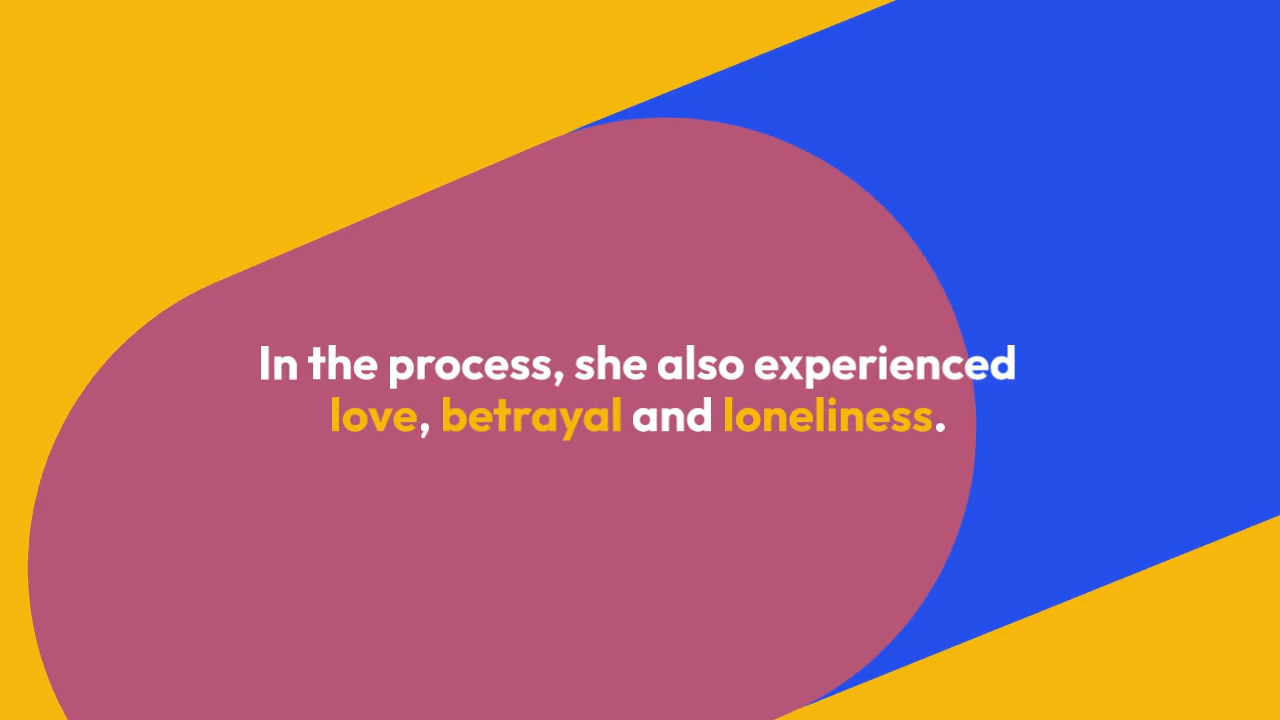 In the process, she also experienced
love, betrayal and loneliness.